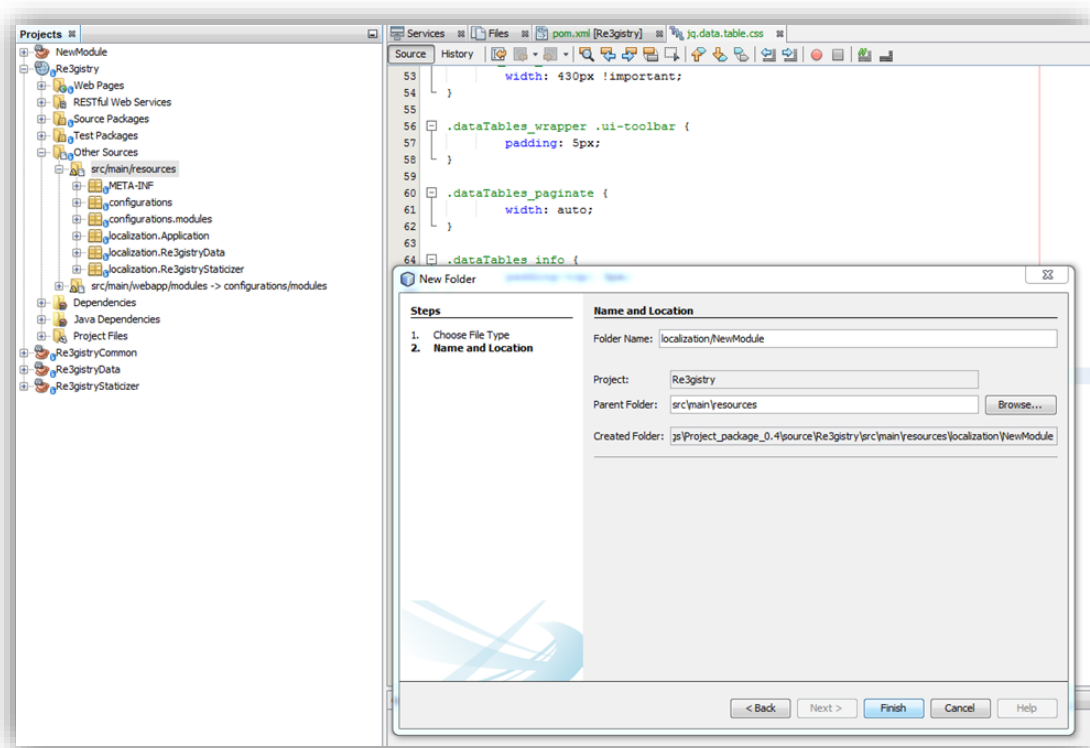 Projects
NewModule
Re3gistry
Web Pages
RESTful Web Services
Source Packages
Test Packages
Other Sources
src/main/resources
META-INF
configurations
configurations.modules
localization.Application
localization.Re3gistryData
localization.Re3gistryStaticizer
src/main/webapp/modules -> configurations/modules
Dependencies
Java Dependencies
Project Files
Re3gistryCommon
Re3gistryData
Re3gistryStaticizer
Services Files pom.xml [Re3gistry] jq.data.table.css
Source History
53 width: 430px !important;
54 }
55
56 .dataTables_wrapper .ui-toolbar {
57 padding: 5px;
58 }
59
60 .dataTables_paginate {
61 width: auto;
62 }
63
64 .dataTables_info {
New Folder
Steps
1. Choose File Type
2. Name and Location
Name and Location
Folder Name: localization/NewModule
Project: Re3gistry
Parent Folder: src\main\resources Browse...
Created Folder: gs\Project_package_0.4\source\Re3gistry\src\main\resources\localization\NewModule
< Back Next > Finish Cancel Help